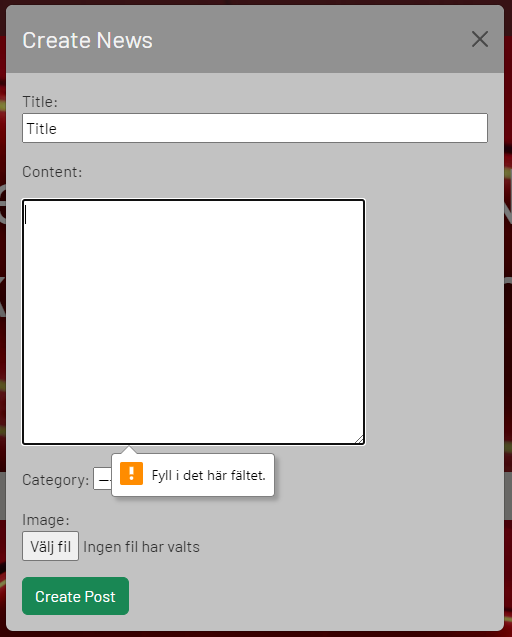 Create News
Title:
Title
Content:
Category:
Fyll i det här fältet.
Image:
Välj fil Ingen fil har valts
Create Post